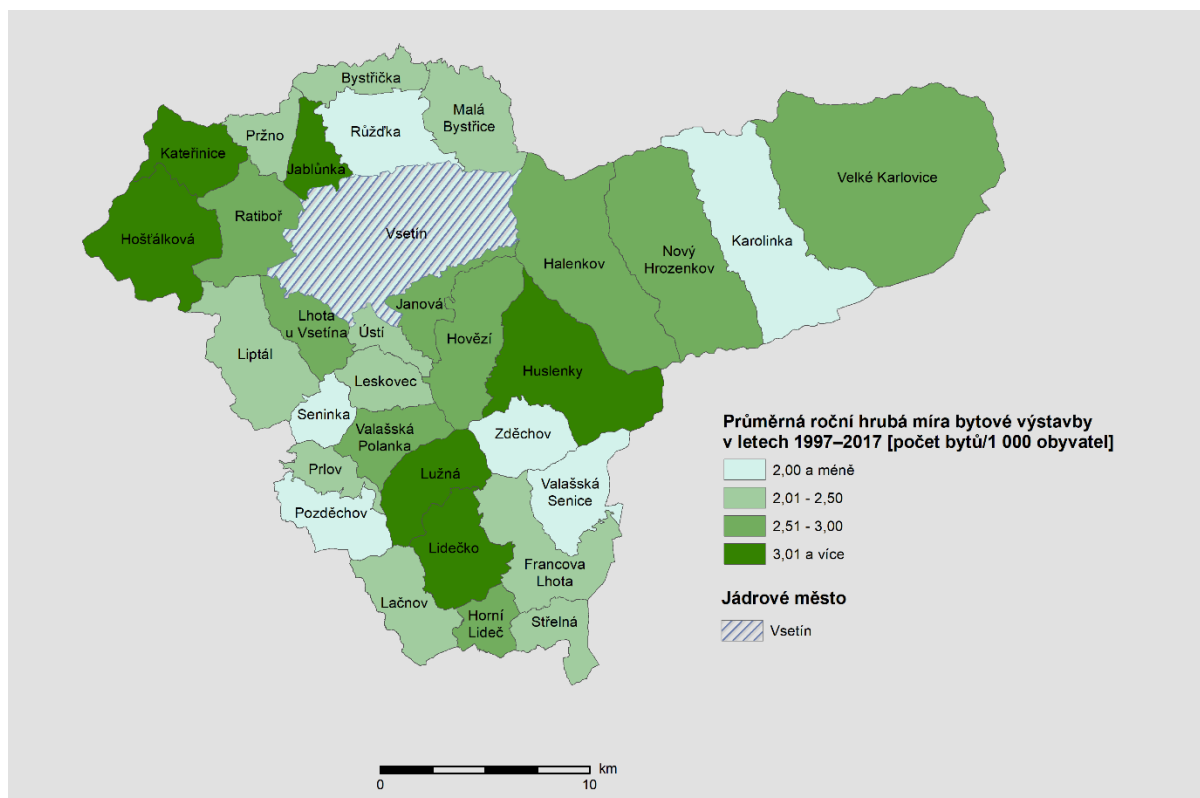 Bystřička
Malá
Bystřice
Pržno
Růžďka
Kateřinice
Jablůnka
Velké Karlovice
Ratiboř
Hošťálková
Vsetín
Karolinka
Nový
Hrozenkov
Halenkov
Janová
Lhota
u Vsetína
Ústí
Hovězí
Liptál
Huslenky
Leskovec
Seninka
Valašská
Polanka
Zděchov
Prlov
Lužná
Valašská
Senice
Pozděchov
Lidečko
Francova
Lhota
Lačnov
Horní
Lideč
Střelná
Průměrná roční hrubá míra bytové výstavby
v letech 1997–2017 [počet bytů/1 000 obyvatel]
2,00 a méně
2,01 - 2,50
2,51 - 3,00
3,01 a více
Jádrové město
Vsetín
km
0 10